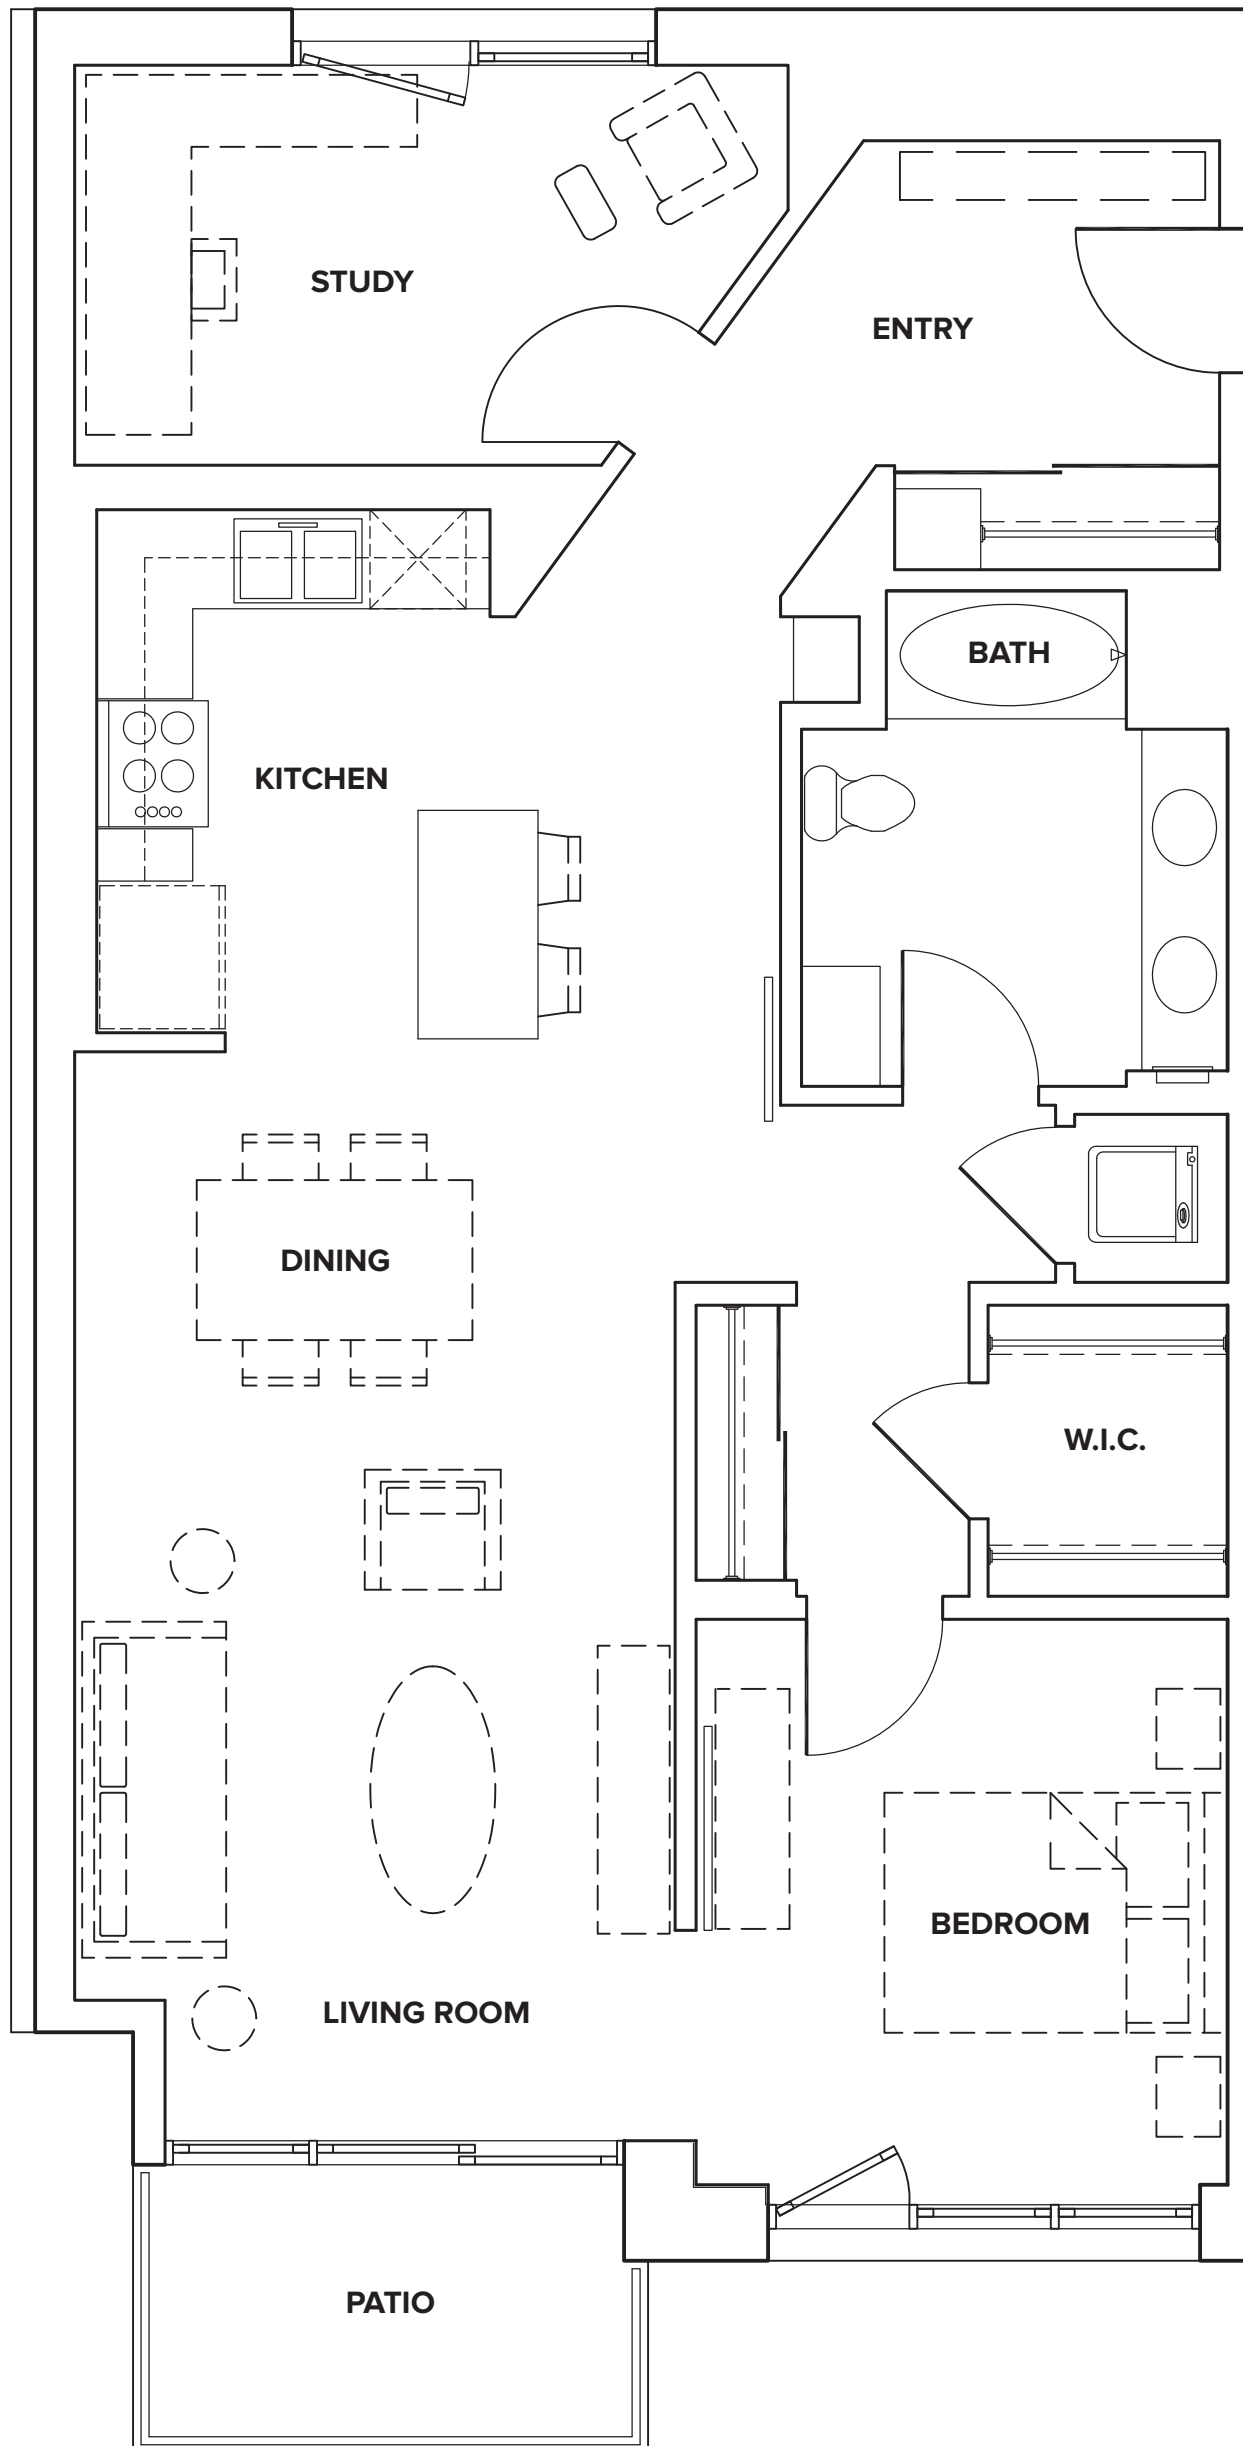 STUDY
ENTRY
BATH
KITCHEN
DINING
W.I.C.
BEDROOM
LIVING ROOM
PATIO